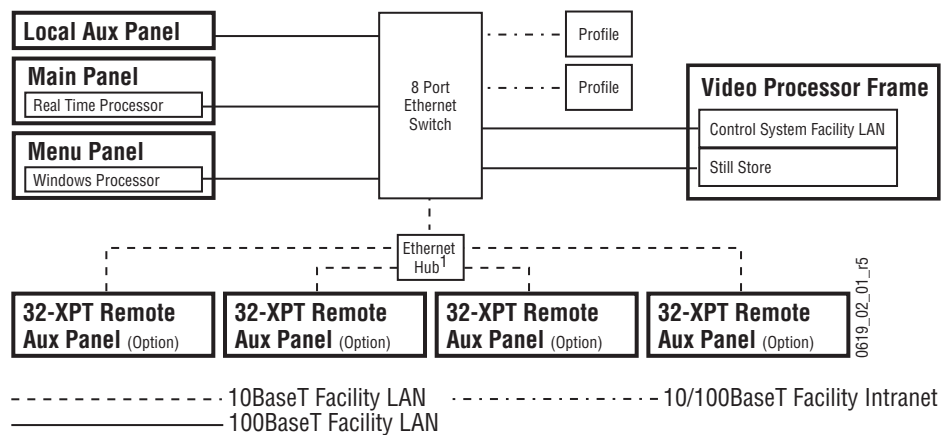 Local Aux Panel
Main Panel
Real Time Processor
Menu Panel
Windows Processor
8 Port
Ethernet
Switch
Profile
Profile
Video Processor Frame
Control System Facility LAN
Still Store
Ethernet
Hub1
32-XPT Remote
Aux Panel (Option)
32-XPT Remote
Aux Panel (Option)
32-XPT Remote
Aux Panel (Option)
32-XPT Remote
Aux Panel (Option)
0619_02_01_r5
10BaseT Facility LAN
10/100BaseT Facility Intranet
100BaseT Facility LAN